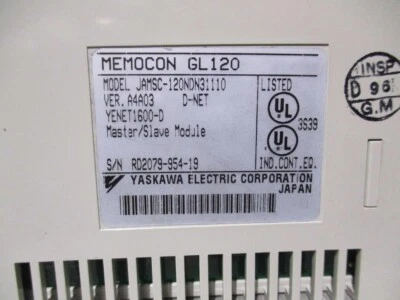 MEMOCON GL120
MODEL JAMSC-120NDN31110
VER. A4A03 D-NET
YENET1600-D
Master/Slave Module
S/N RD2079-954-19
LISTED
UL
3S39
UL
IND.CONT.EQ.
YASKAWA ELECTRIC CORPORATION
JAPAN
INSP
D 96
G.M